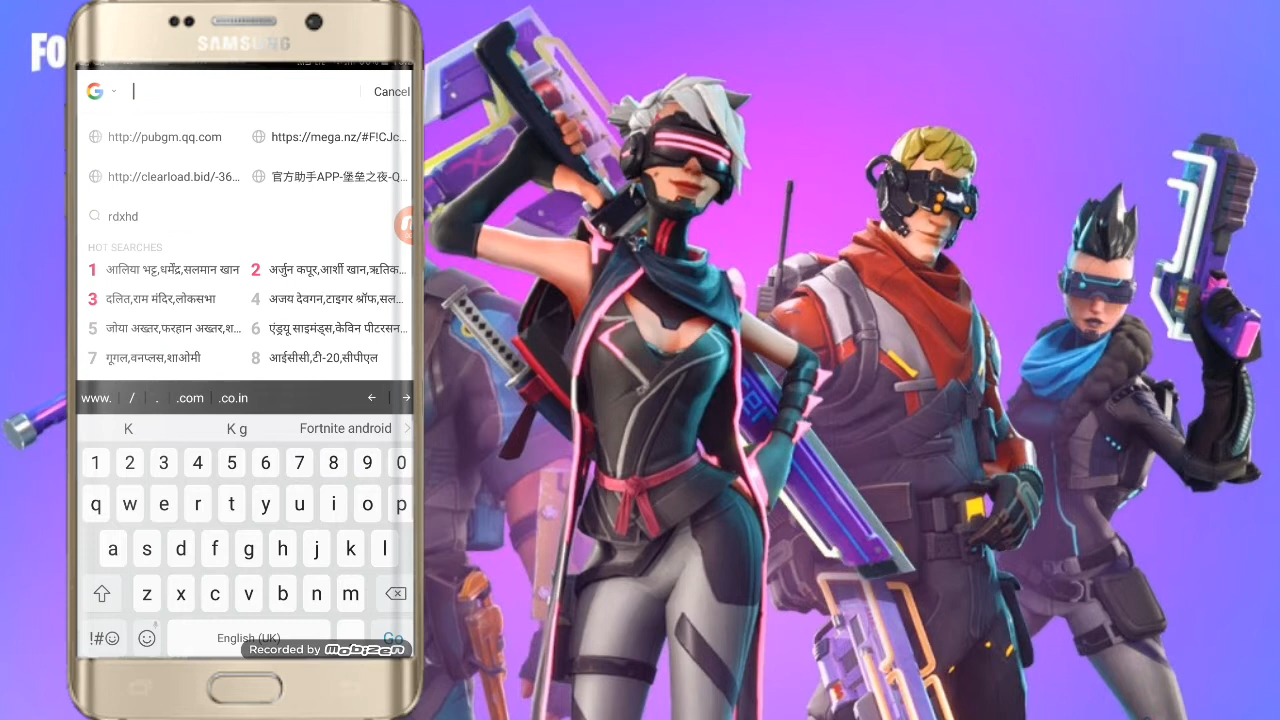 FO
SAMSUNG
Cancel
http://pubgm.qq.com
https://mega.nz/#F!CJc...
http://clearload.bid/-36...
官方助手APP-堡垒之夜-Q...
rdxhd
HOT SEARCHES
1 आलिया भट्ट,धर्मेंद्र,सलमान खान
2 अर्जुन कपूर,आर्शी खान,ऋतिक...
3 दलित,राम मंदिर,लोकसभा
4 अजय देवगन,टाइगर श्रॉफ,सल...
5 जोया अख्तर,फरहान अख्तर,श...
6 एंड्रयू साइमंड्स,केविन पीटरसन...
7 गूगल,वनप्लस,शाओमी
8 आईसीसी,टी-20,सीपीएल
www. / . .com .co.in ← →
K K g Fortnite android
1 2 3 4 5 6 7 8 9 0
q w e r t y u i o p
a s d f g h j k l
z x c v b n m
!#☺ English (UK) Go
Recorded by MOBIZEN